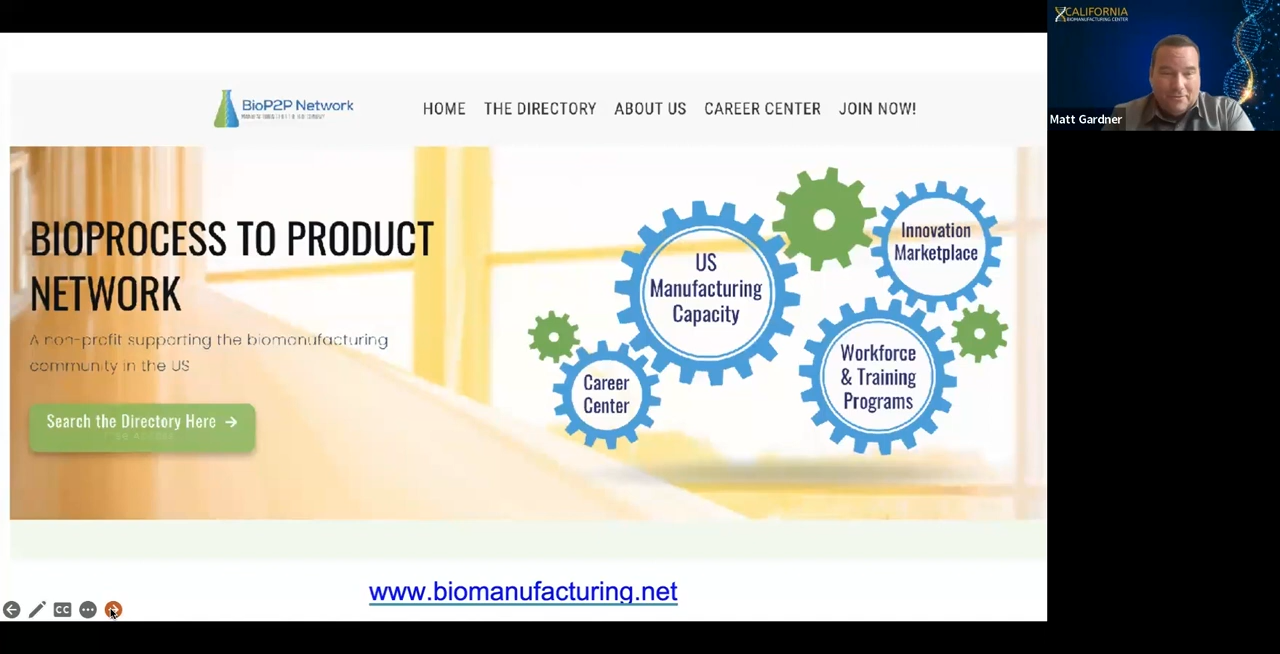 BioP2P Network
HOME THE DIRECTORY ABOUT US CAREER CENTER JOIN NOW!
BIOPROCESS TO PRODUCT
NETWORK
A non-profit supporting the biomanufacturing
community in the US
Search the Directory Here →
Free Access
US
Manufacturing
Capacity
Innovation
Marketplace
Workforce
& Training
Programs
Career
Center
www.biomanufacturing.net
CC
CALIFORNIA
BIOMANUFACTURING CENTER
Matt Gardner